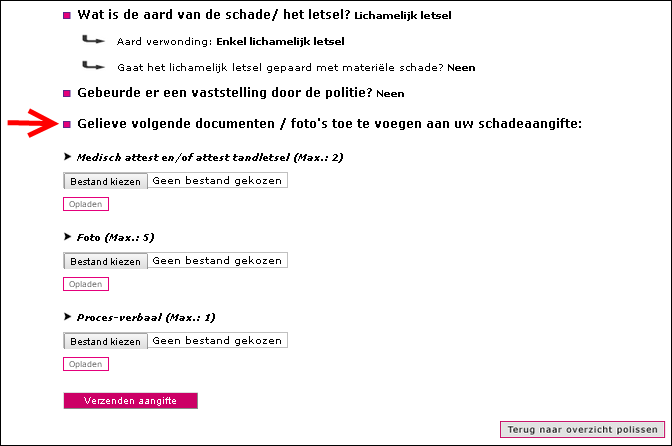 Wat is de aard van de schade/ het letsel? Lichamelijk letsel
Aard verwonding: Enkel lichamelijk letsel
Gaat het lichamelijk letsel gepaard met materiële schade? Neen
Gebeurde er een vaststelling door de politie? Neen
Gelieve volgende documenten / foto's toe te voegen aan uw schadeaangifte:
Medisch attest en/of attest tandletsel (Max.: 2)
Bestand kiezen Geen bestand gekozen
Opladen
Foto (Max.: 5)
Bestand kiezen Geen bestand gekozen
Opladen
Proces-verbaal (Max.: 1)
Bestand kiezen Geen bestand gekozen
Opladen
Verzenden aangifte
Terug naar overzicht polissen